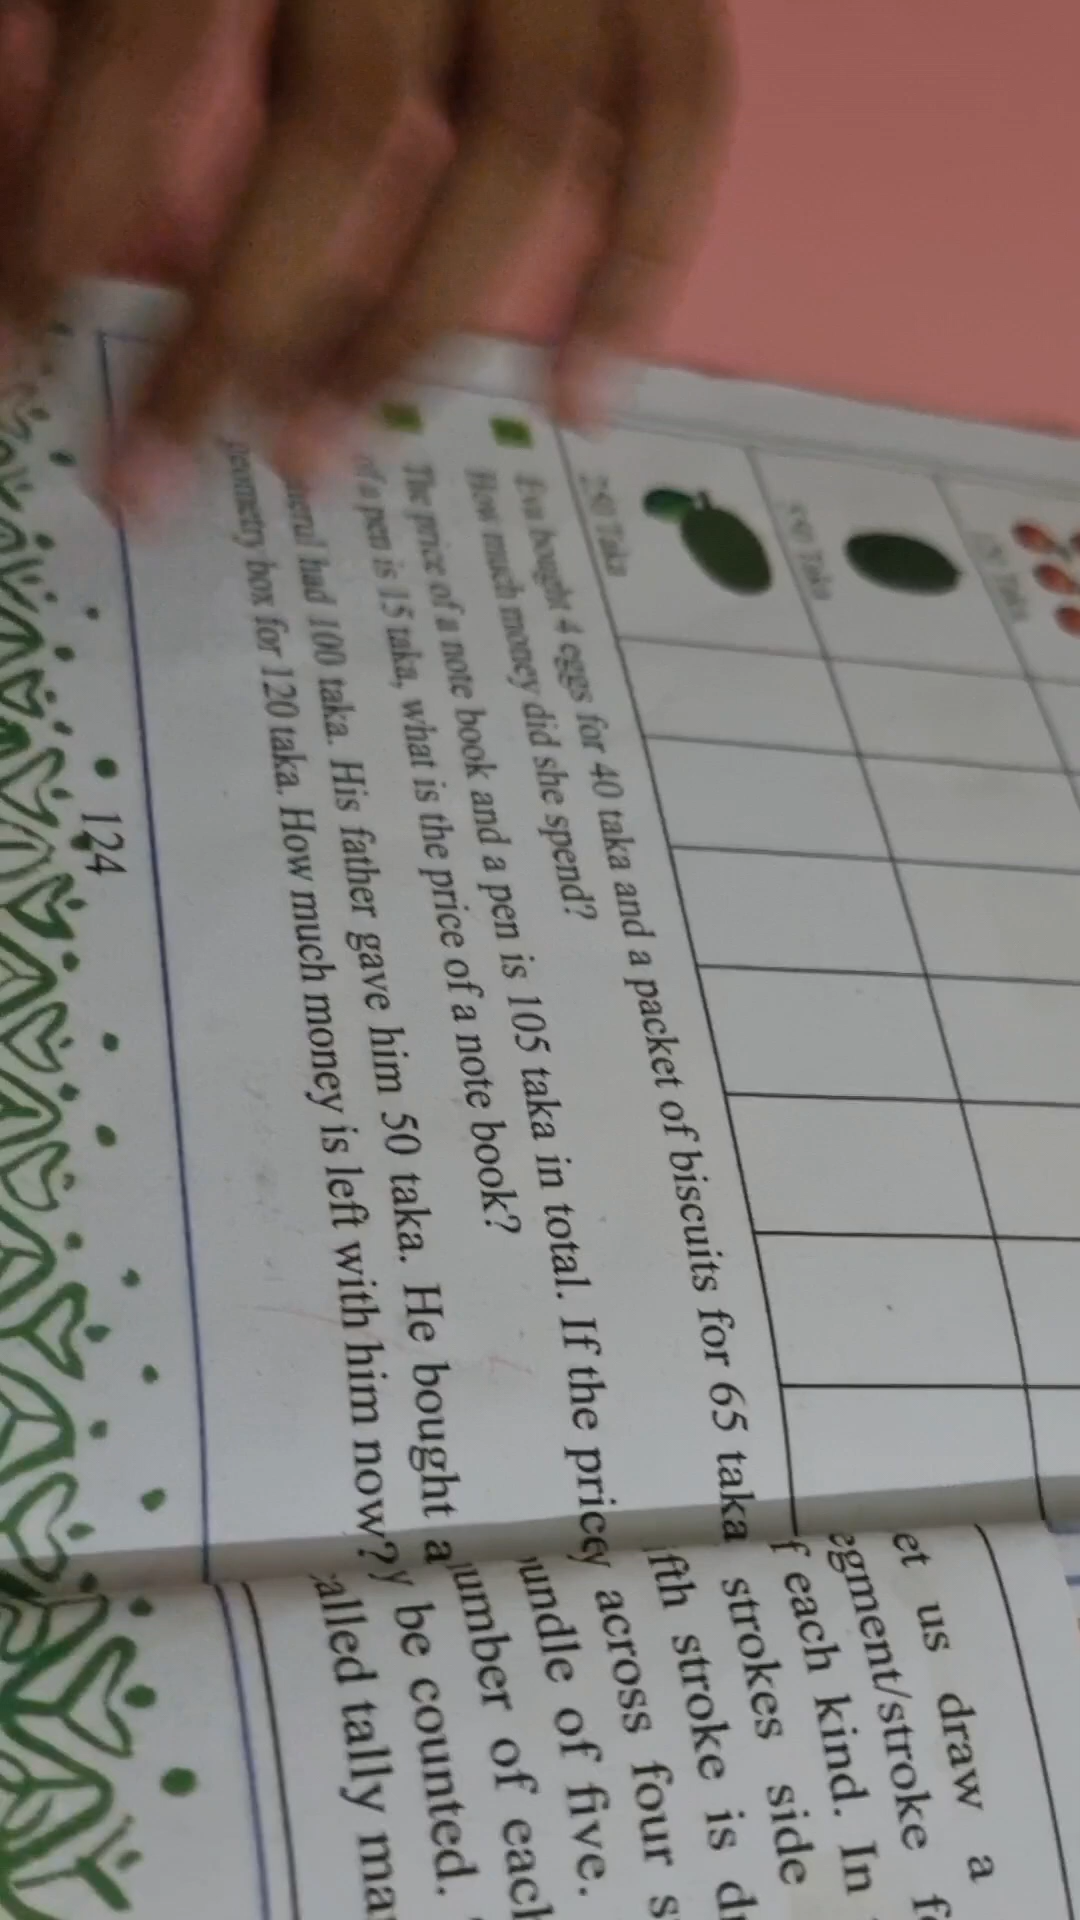 250 Taka
Eva bought 4 eggs for 40 taka and a packet of biscuits for 65 taka
How much money did she spend?
The price of a note book and a pen is 105 taka in total. If the price
of a pen is 15 taka, what is the price of a note book?
had 100 taka. His father gave him 50 taka. He bought a
geometry box for 120 taka. How much money is left with him now?
124
et us draw a
egment/stroke
f each kind. In
strokes side
fth stroke is
y across four
undle of five.
umber of each
y be counted.
alled tally